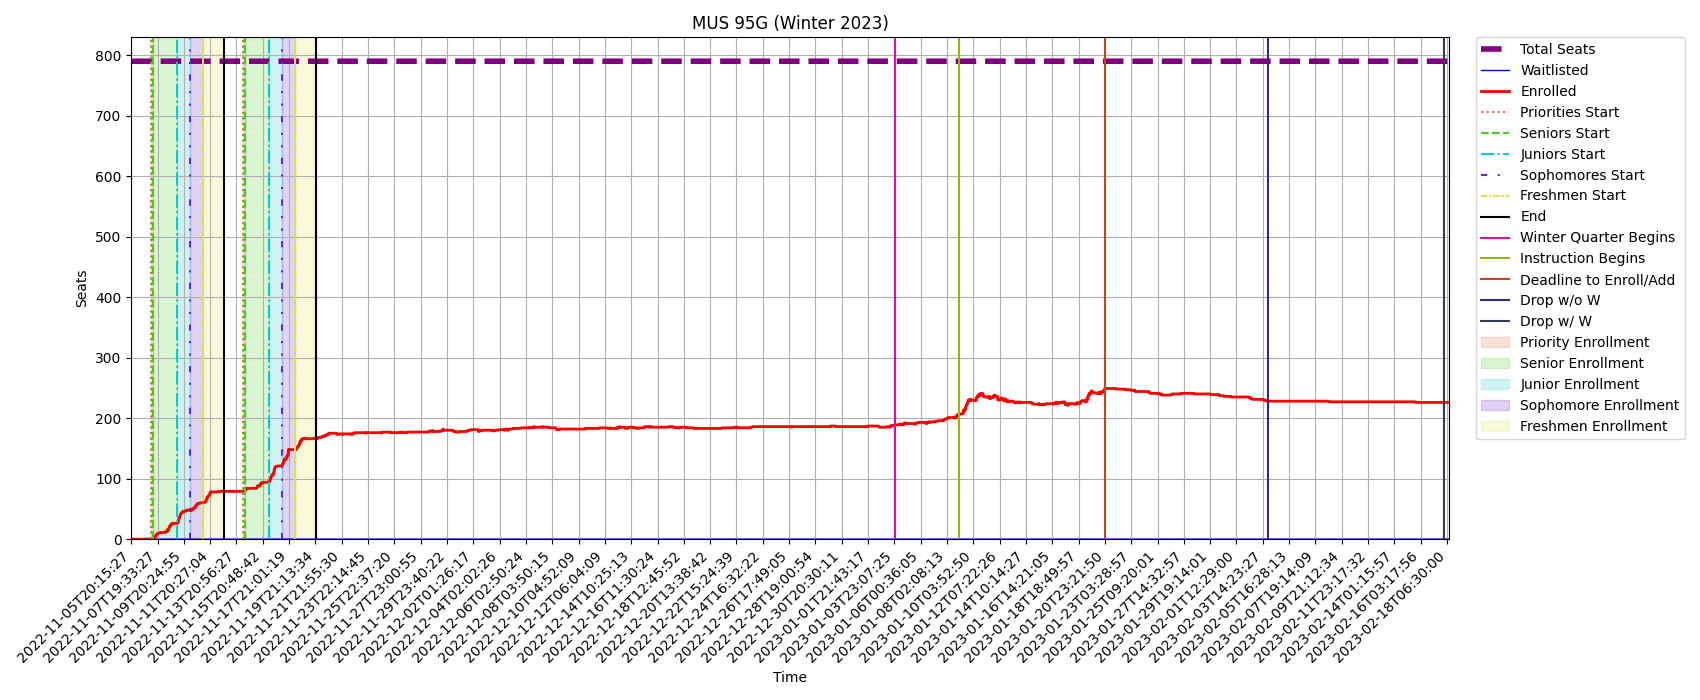 MUS 95G (Winter 2023)
800
700
600
500
400
300
200
100
0
Seats
2022-11-05T20:15:27
2022-11-07T19:33:27
2022-11-09T20:24:55
2022-11-11T20:27:04
2022-11-13T20:56:27
2022-11-15T20:48:42
2022-11-17T21:01:19
2022-11-19T21:13:34
2022-11-21T21:55:30
2022-11-23T22:14:45
2022-11-25T22:37:20
2022-11-27T23:00:55
2022-11-29T23:40:22
2022-12-02T01:26:17
2022-12-04T02:02:26
2022-12-06T02:50:24
2022-12-08T03:50:15
2022-12-10T04:52:09
2022-12-12T06:04:09
2022-12-14T10:25:13
2022-12-16T11:30:24
2022-12-18T12:45:52
2022-12-20T13:38:42
2022-12-22T15:24:39
2022-12-24T16:32:22
2022-12-26T17:49:05
2022-12-28T19:00:54
2022-12-30T20:30:11
2023-01-01T21:43:17
2023-01-03T23:07:25
2023-01-06T00:36:05
2023-01-08T02:08:13
2023-01-10T03:52:50
2023-01-12T07:22:26
2023-01-14T10:14:27
2023-01-16T14:21:05
2023-01-18T18:49:57
2023-01-20T23:21:50
2023-01-23T03:28:57
2023-01-25T09:20:01
2023-01-27T14:32:57
2023-01-29T19:14:01
2023-02-01T12:29:00
2023-02-03T14:23:27
2023-02-05T16:28:13
2023-02-07T19:14:09
2023-02-09T21:12:34
2023-02-11T23:17:32
2023-02-14T01:15:57
2023-02-16T03:17:56
2023-02-18T06:30:00
Time
Total Seats
Waitlisted
Enrolled
Priorities Start
Seniors Start
Juniors Start
Sophomores Start
Freshmen Start
End
Winter Quarter Begins
Instruction Begins
Deadline to Enroll/Add
Drop w/o W
Drop w/ W
Priority Enrollment
Senior Enrollment
Junior Enrollment
Sophomore Enrollment
Freshmen Enrollment